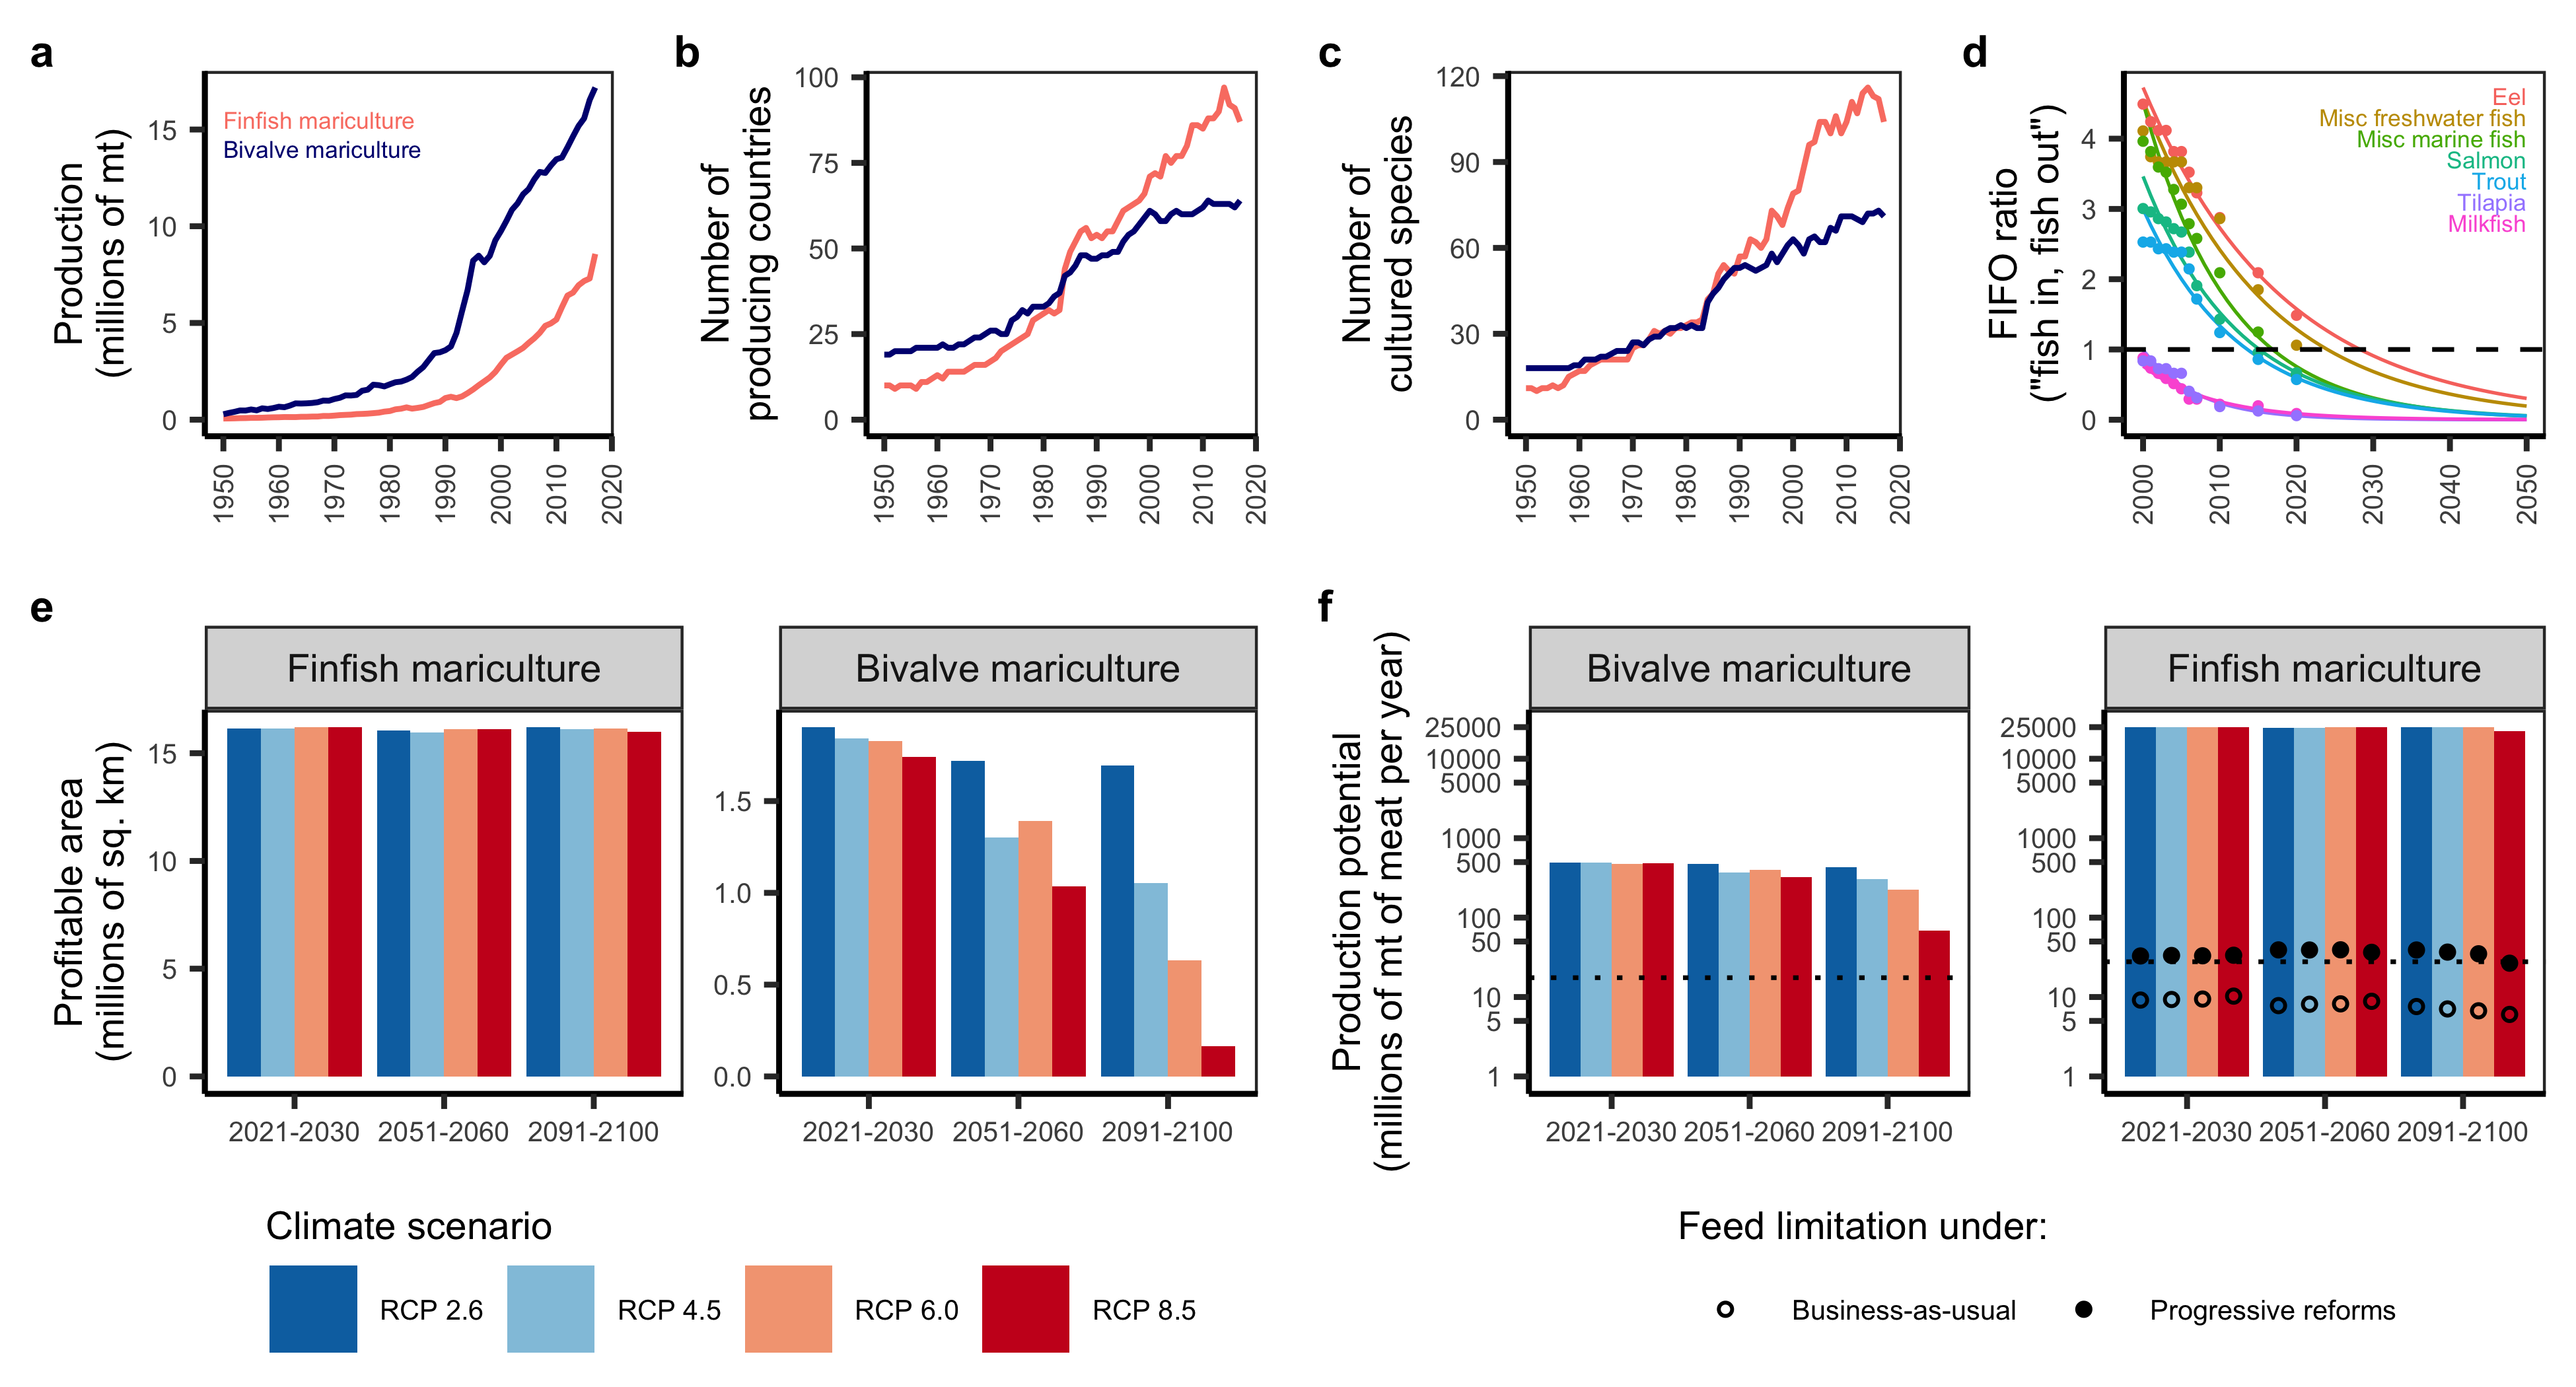 a
Production
(millions of mt)
15
10
5
0
Finfish mariculture
Bivalve mariculture
1950
1960
1970
1980
1990
2000
2010
2020
b
Number of
producing countries
100
75
50
25
0
1950
1960
1970
1980
1990
2000
2010
2020
c
Number of
cultured species
120
90
60
30
0
1950
1960
1970
1980
1990
2000
2010
2020
d
FIFO ratio
("fish in, fish out")
4
3
2
1
0
Eel
Misc freshwater fish
Misc marine fish
Salmon
Trout
Tilapia
Milkfish
2000
2010
2020
2030
2040
2050
e
Profitable area
(millions of sq. km)
Finfish mariculture
15
10
5
0
2021-2030 2051-2060 2091-2100
Bivalve mariculture
1.5
1.0
0.5
0.0
2021-2030 2051-2060 2091-2100
f
Production potential
(millions of mt of meat per year)
Bivalve mariculture
25000
10000
5000
1000
500
100
50
10
5
1
2021-2030 2051-2060 2091-2100
Finfish mariculture
25000
10000
5000
1000
500
100
50
10
5
1
2021-2030 2051-2060 2091-2100
Climate scenario
RCP 2.6 RCP 4.5 RCP 6.0 RCP 8.5
Feed limitation under:
Business-as-usual Progressive reforms